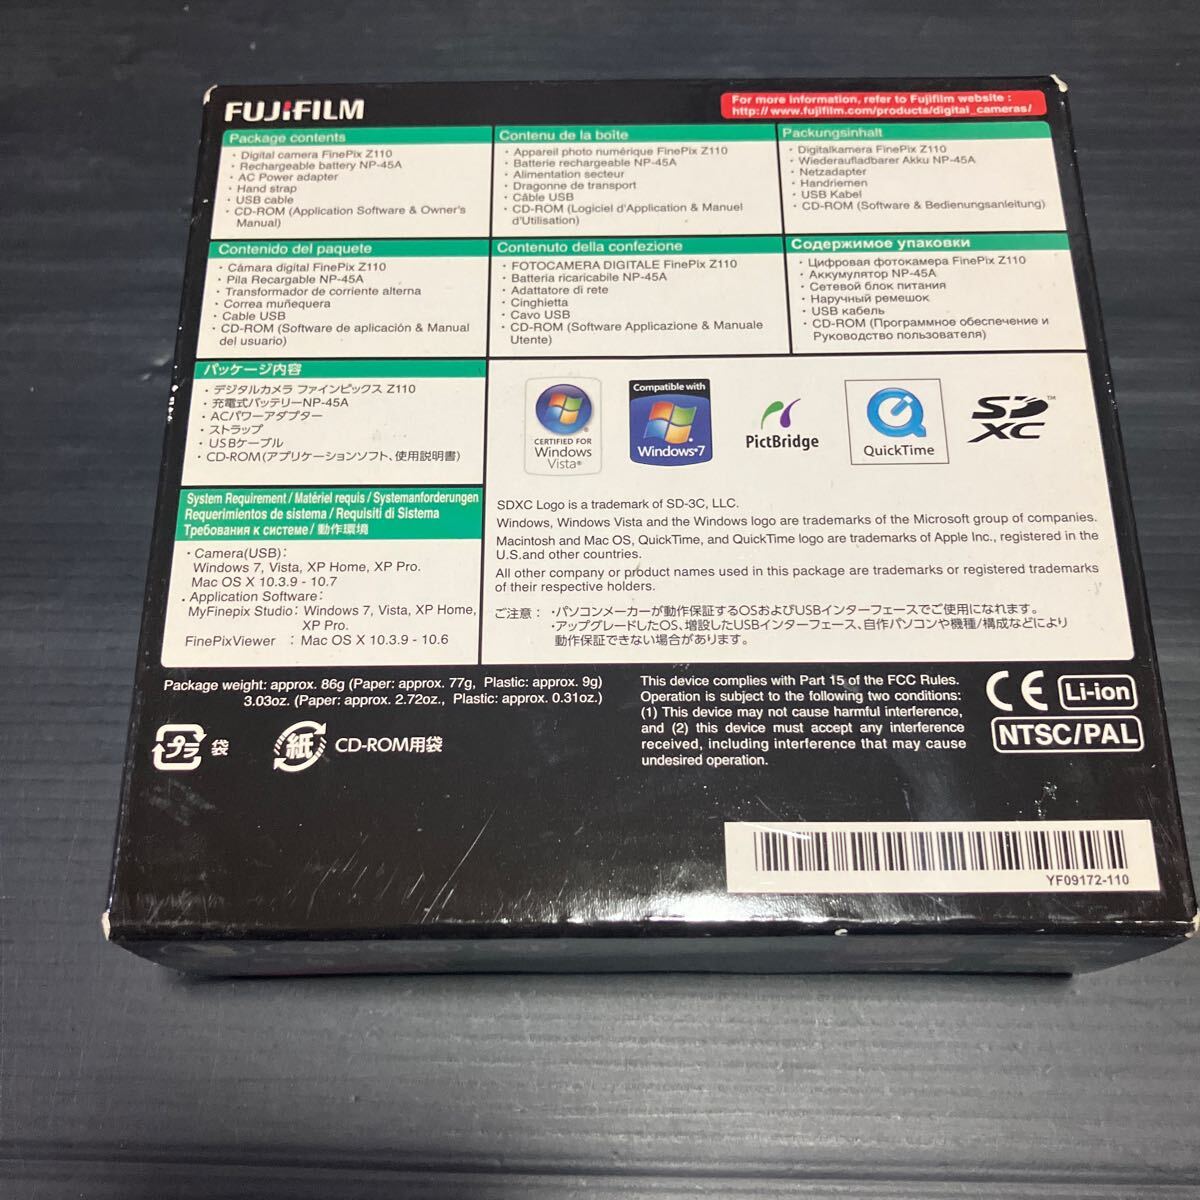 FUJIFILM
For more information, refer to Fujifilm website :
http://www.fujifilm.com/products/digital_cameras/
Package contents
・Digital camera FinePix Z110
・Rechargeable battery NP-45A
・AC Power adapter
・Hand strap
・USB cable
・CD-ROM (Application Software & Owner's
Manual)
Contenu de la boîte
・Appareil photo numérique FinePix Z110
・Batterie rechargeable NP-45A
・Alimentation secteur
・Dragonne de transport
・Câble USB
・CD-ROM (Logiciel d'Application & Manuel
d'Utilisation)
Packungsinhalt
・Digitalkamera FinePix Z110
・Wiederaufladbarer Akku NP-45A
・Netzadapter
・Handriemen
・USB Kabel
・CD-ROM (Software & Bedienungsanleitung)
Contenido del paquete
・Cámara digital FinePix Z110
・Pila Recargable NP-45A
・Transformador de corriente alterna
・Correa muñequera
・Cable USB
・CD-ROM (Software de aplicación & Manual
del usuario)
Contenuto della confezione
・FOTOCAMERA DIGITALE FinePix Z110
・Batteria ricaricabile NP-45A
・Adattatore di rete
・Cinghietta
・Cavo USB
・CD-ROM (Software Applicazione & Manuale
Utente)
Содержимое упаковки
・Цифровая фотокамера FinePix Z110
・Аккумулятор NP-45A
・Сетевой блок питания
・Наручный ремешок
・USB кабель
・CD-ROM (Программное обеспечение и
Руководство пользователя)
パッケージ内容
・デジタルカメラ ファインピックス Z110
・充電式バッテリーNP-45A
・ACパワーアダプター
・ストラップ
・USBケーブル
・CD-ROM(アプリケーションソフト、使用説明書)
CERTIFIED FOR
Windows
Vista®
Compatible with
Windows®7
PictBridge
QuickTime
SD
XC
™
System Requirement / Matériel requis / Systemanforderungen
Requerimientos de sistema / Requisiti di Sistema
Требования к системе / 動作環境
・Camera(USB):
Windows 7, Vista, XP Home, XP Pro.
Mac OS X 10.3.9 - 10.7
・Application Software:
MyFinepix Studio: Windows 7, Vista, XP Home,
XP Pro.
FinePixViewer : Mac OS X 10.3.9 - 10.6
SDXC Logo is a trademark of SD-3C, LLC.
Windows, Windows Vista and the Windows logo are trademarks of the Microsoft group of companies.
Macintosh and Mac OS, QuickTime, and QuickTime logo are trademarks of Apple Inc., registered in the
U.S.and other countries.
All other company or product names used in this package are trademarks or registered trademarks
of their respective holders.
ご注意： ・パソコンメーカーが動作保証するOSおよびUSBインターフェースでご使用になれます。
・アップグレードしたOS、増設したUSBインターフェース、自作パソコンや機種/構成などにより
動作保証できない場合があります。
Package weight: approx. 86g (Paper: approx. 77g, Plastic: approx. 9g)
3.03oz. (Paper: approx. 2.72oz., Plastic: approx. 0.31oz.)
プラ 袋
紙 CD-ROM用袋
This device complies with Part 15 of the FCC Rules.
Operation is subject to the following two conditions:
(1) This device may not cause harmful interference,
and (2) this device must accept any interference
received, including interference that may cause
undesired operation.
CE
Li-ion
NTSC/PAL
YF09172-110